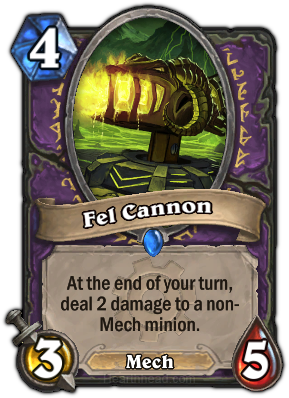 4
Fel Cannon
At the end of your turn,
deal 2 damage to a non-
Mech minion.
3
Mech
5